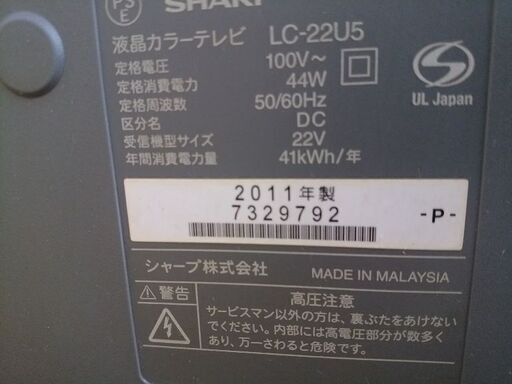 PS
E
SHARP
液晶カラーテレビ LC-22U5
定格電圧 100V～
定格消費電力 44W
定格周波数 50/60Hz
区分名 DC
受信機型サイズ 22V
年間消費電力量 41kWh/年
UL Japan
2011年製
7329792 -P-
シャープ株式会社 MADE IN MALAYSIA
警告 高圧注意
サービスマン以外の方は、裏ぶたをあけない
でください。内部には高電圧部分が数多く
あり、万一さわると危険です。